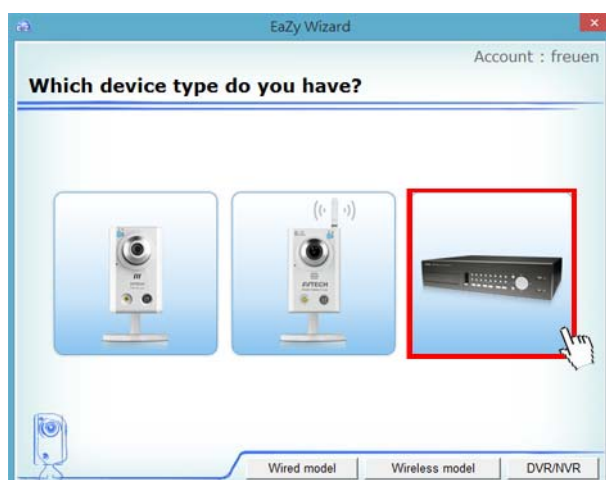 EaZy Wizard
Account : freuen
Which device type do you have?
AVTECH
Wired model
Wireless model
DVR/NVR